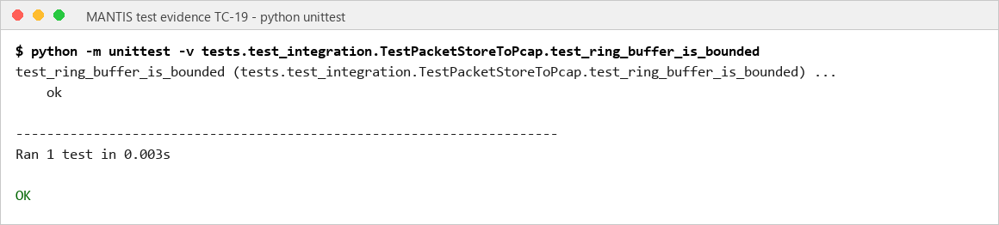 MANTIS test evidence TC-19 - python unittest
$ python -m unittest -v tests.test_integration.TestPacketStoreToPcap.test_ring_buffer_is_bounded
test_ring_buffer_is_bounded (tests.test_integration.TestPacketStoreToPcap.test_ring_buffer_is_bounded) ...
    ok
----------------------------------------------------------------------
Ran 1 test in 0.003s
OK